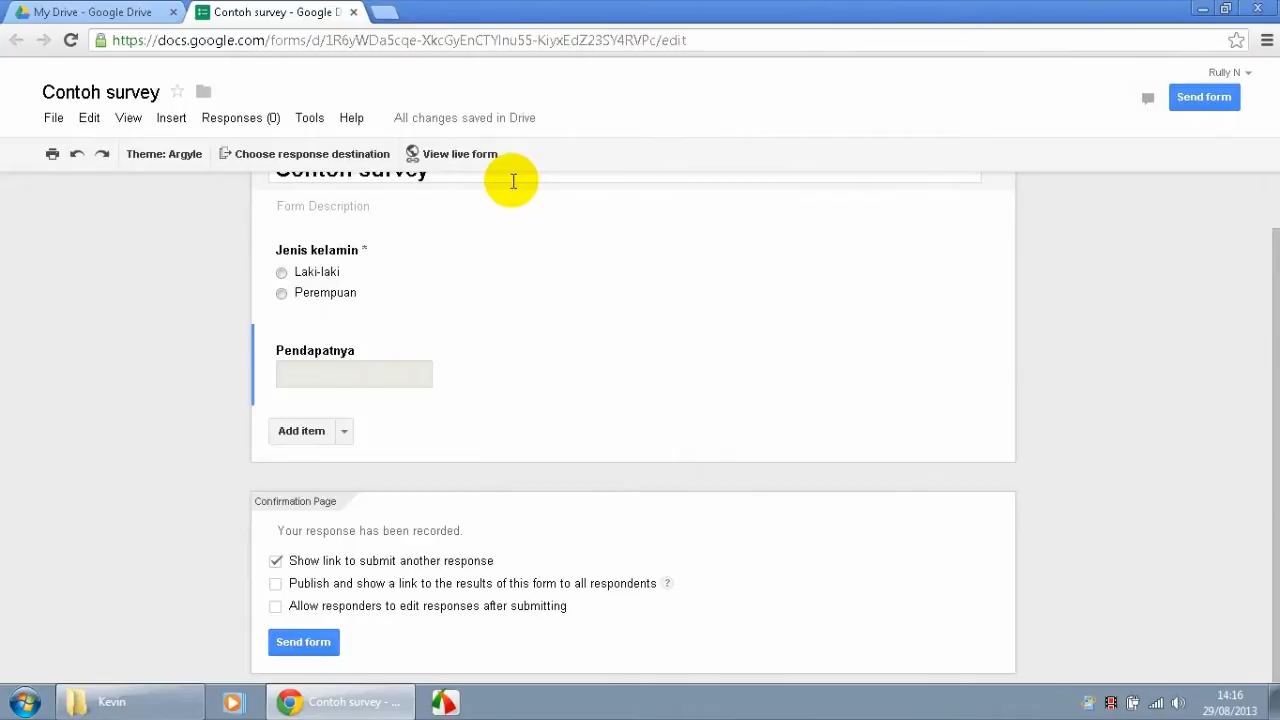 My Drive - Google Drive
Contoh survey - Google D
https://docs.google.com/forms/d/1R6yWDa5cqe-XkcGyEnCTYInu55-KiyxEdZ23SY4RVPc/edit
Rully N
Contoh survey
Send form
File Edit View Insert Responses (0) Tools Help All changes saved in Drive
Theme: Argyle Choose response destination View live form
Contoh survey
Form Description
Jenis kelamin *
Laki-laki
Perempuan
Pendapatnya
Add item
Confirmation Page
Your response has been recorded.
Show link to submit another response
Publish and show a link to the results of this form to all respondents ?
Allow responders to edit responses after submitting
Send form
Kevin
Contoh survey - ...
14:16
29/08/2013